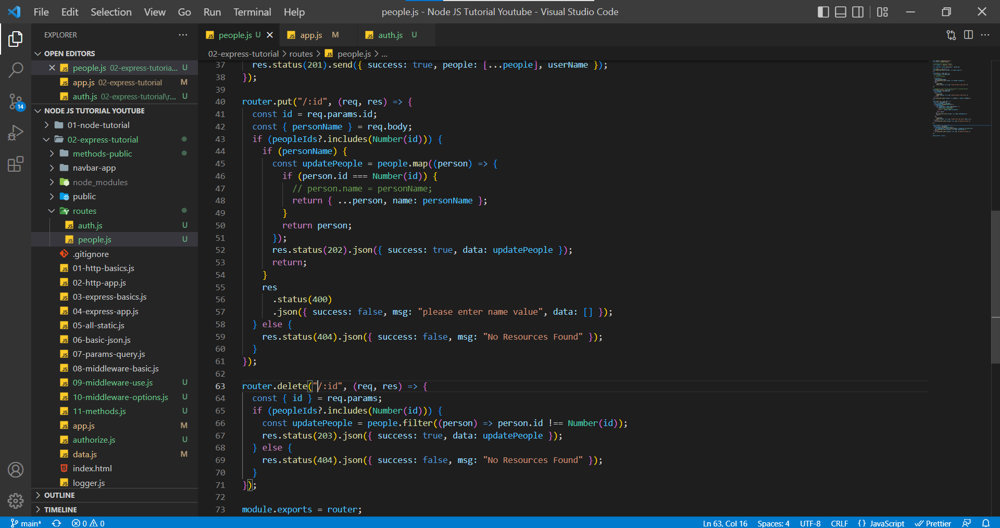 File Edit Selection View Go Run Terminal Help
people.js - Node JS Tutorial Youtube - Visual Studio Code
EXPLORER
OPEN EDITORS
people.js 02-express-tutoria... U
app.js 02-express-tutorial M
auth.js 02-express-tutorial\r... U
NODE JS TUTORIAL YOUTUBE
01-node-tutorial
02-express-tutorial
methods-public
navbar-app
node_modules
public
routes
auth.js U
people.js U
.gitignore
01-http-basics.js
02-http-app.js
03-express-basics.js
04-express-app.js
05-all-static.js
06-basic-json.js
07-params-query.js
08-middleware-basic.js
09-middleware-use.js U
10-middleware-options.js U
11-methods.js U
app.js M
authorize.js U
data.js M
index.html
logger.js
OUTLINE
TIMELINE
14
people.js U
app.js M
auth.js U
02-express-tutorial > routes > people.js > ...
37 res.status(201).send({ success: true, people: [...people], userName });
38 });
39
40 router.put("/:id", (req, res) => {
41 const id = req.params.id;
42 const { personName } = req.body;
43 if (peopleIds?.includes(Number(id))) {
44 if (personName) {
45 const updatePeople = people.map((person) => {
46 if (person.id === Number(id)) {
47 // person.name = personName;
48 return { ...person, name: personName };
49 }
50 return person;
51 });
52 res.status(202).json({ success: true, data: updatePeople });
53 return;
54 }
55 res
56 .status(400)
57 .json({ success: false, msg: "please enter name value", data: [] });
58 } else {
59 res.status(404).json({ success: false, msg: "No Resources Found" });
60 }
61 });
62
63 router.delete("/:id", (req, res) => {
64 const { id } = req.params;
65 if (peopleIds?.includes(Number(id))) {
66 const updatePeople = people.filter((person) => person.id !== Number(id));
67 res.status(203).json({ success: true, data: updatePeople });
68 } else {
69 res.status(404).json({ success: false, msg: "No Resources Found" });
70 }
71 });
72
73 module.exports = router;
main* 0 0 Ln 63, Col 16 Spaces: 4 UTF-8 CRLF {} JavaScript Prettier